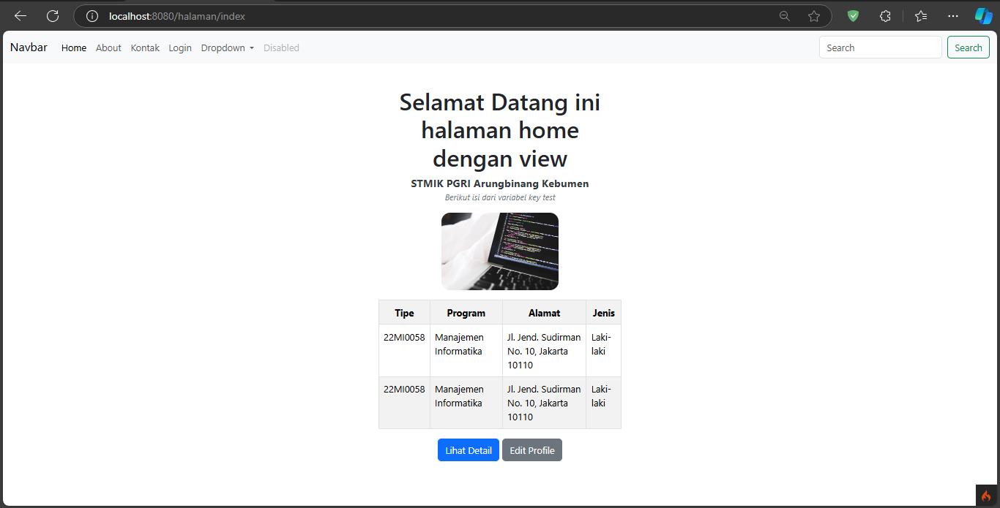 localhost:8080/halaman/index
Navbar Home About Kontak Login Dropdown Disabled Search Search
Selamat Datang ini
halaman home
dengan view
STMIK PGRI Arungbinang Kebumen
Berikut isi dari variabel key test
Tipe Program Alamat Jenis
22MI0058 Manajemen Jl. Jend. Sudirman Laki-
Informatika No. 10, Jakarta laki
10110
22MI0058 Manajemen Jl. Jend. Sudirman Laki-
Informatika No. 10, Jakarta laki
10110
Lihat Detail Edit Profile